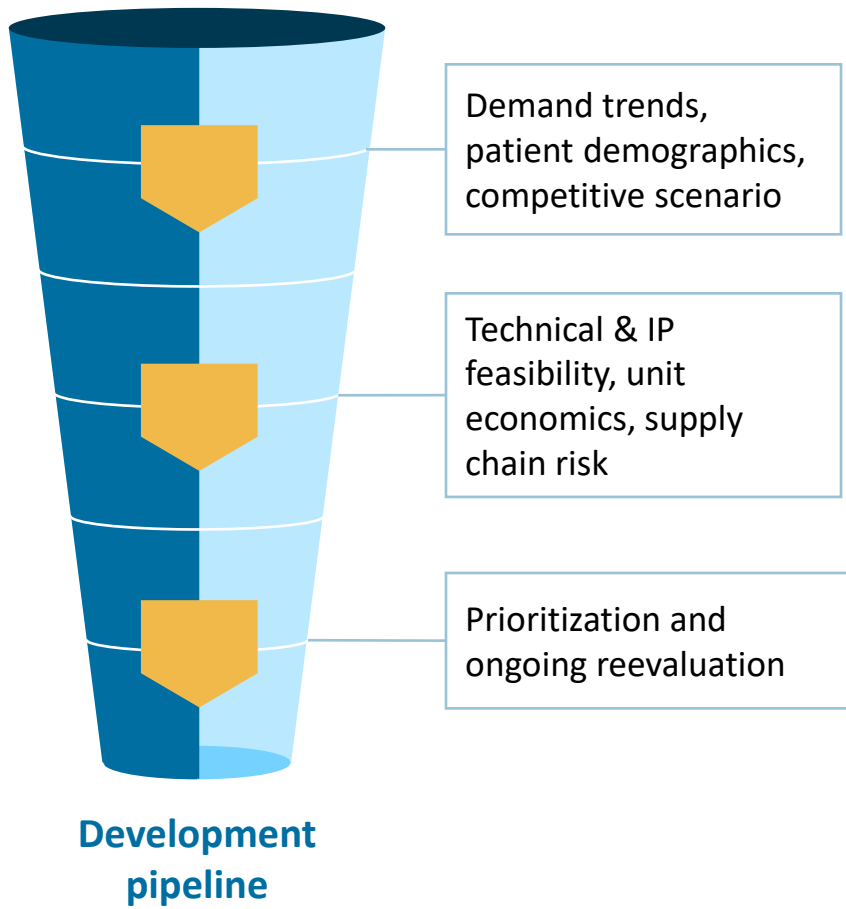 Demand trends,
patient demographics,
competitive scenario
Technical & IP
feasibility, unit
economics, supply
chain risk
Prioritization and
ongoing reevaluation
Development
pipeline